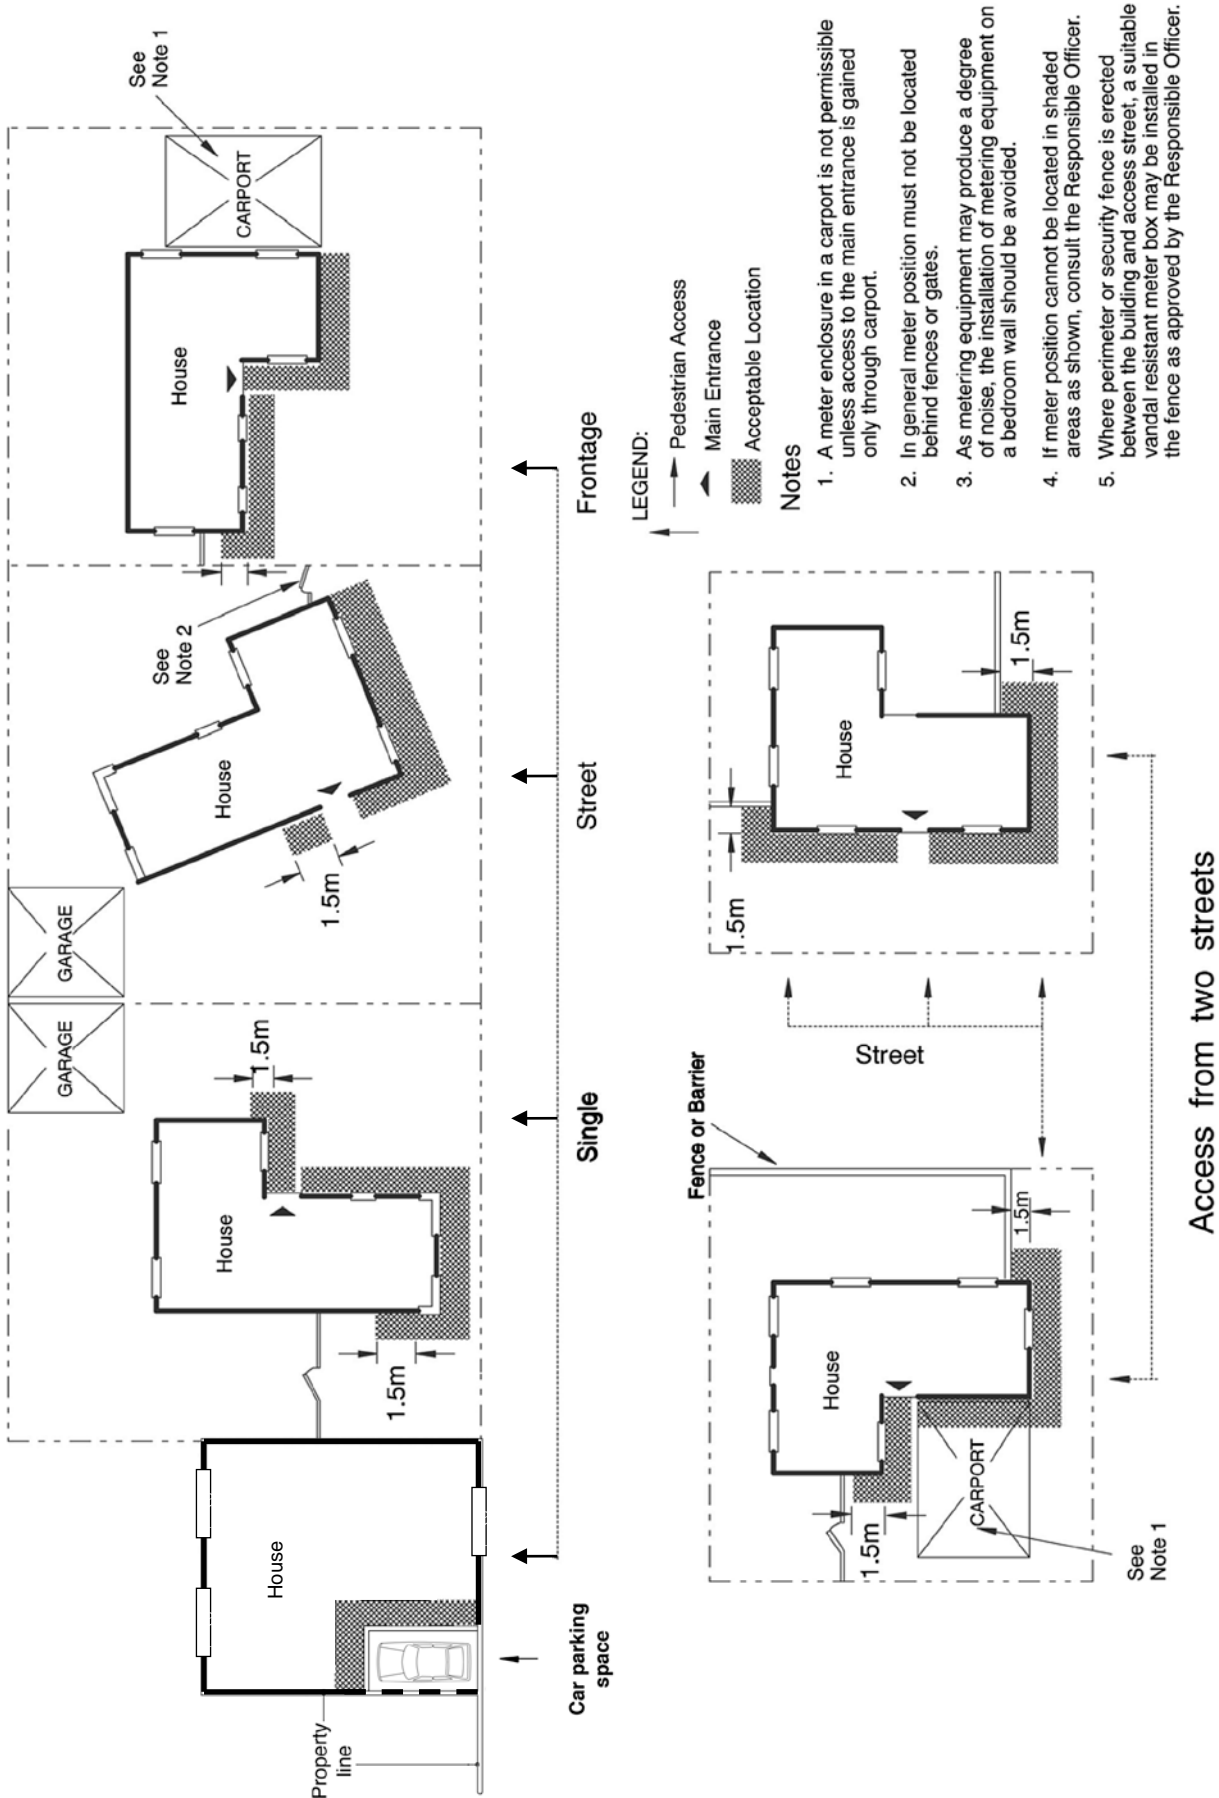 Property
line
House
Car parking
space
1.5m
House
1.5m
GARAGE
GARAGE
1.5m
House
See
Note 2
House
CARPORT
See
Note 1
Single
Street
Frontage
See
Note 1
1.5m
CARPORT
House
1.5m
Fence or Barrier
Street
1.5m
House
1.5m
Access from two streets
LEGEND:
Pedestrian Access
Main Entrance
Acceptable Location
Notes
1. A meter enclosure in a carport is not permissible
unless access to the main entrance is gained
only through carport.
2. In general meter position must not be located
behind fences or gates.
3. As metering equipment may produce a degree
of noise, the installation of metering equipment on
a bedroom wall should be avoided.
4. If meter position cannot be located in shaded
areas as shown, consult the Responsible Officer.
5. Where perimeter or security fence is erected
between the building and access street, a suitable
vandal resistant meter box may be installed in
the fence as approved by the Responsible Officer.